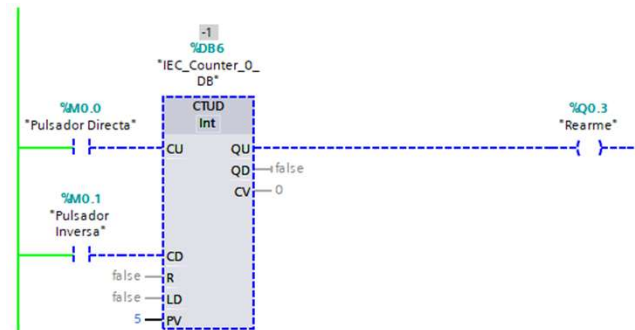 -1
%DB6
"IEC_Counter_0_
DB"
%M0.0
"Pulsador Directa"
CTUD
Int
%Q0.3
"Rearme"
CU
QU
QD
false
CV
0
%M0.1
"Pulsador
Inversa"
CD
false
R
false
LD
5
PV